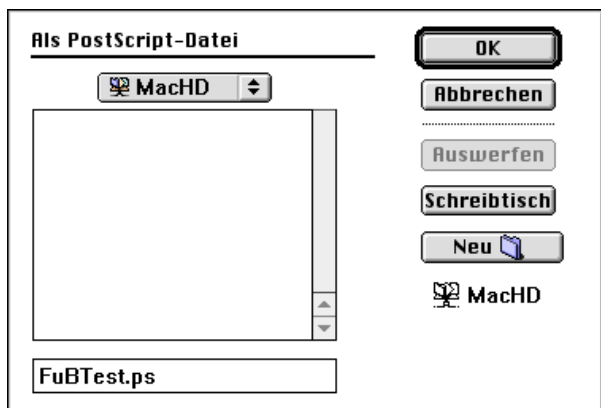 Als PostScript-Datei
MacHD
FuBTest.ps
OK
Abbrechen
Auswerfen
Schreibtisch
Neu
MacHD